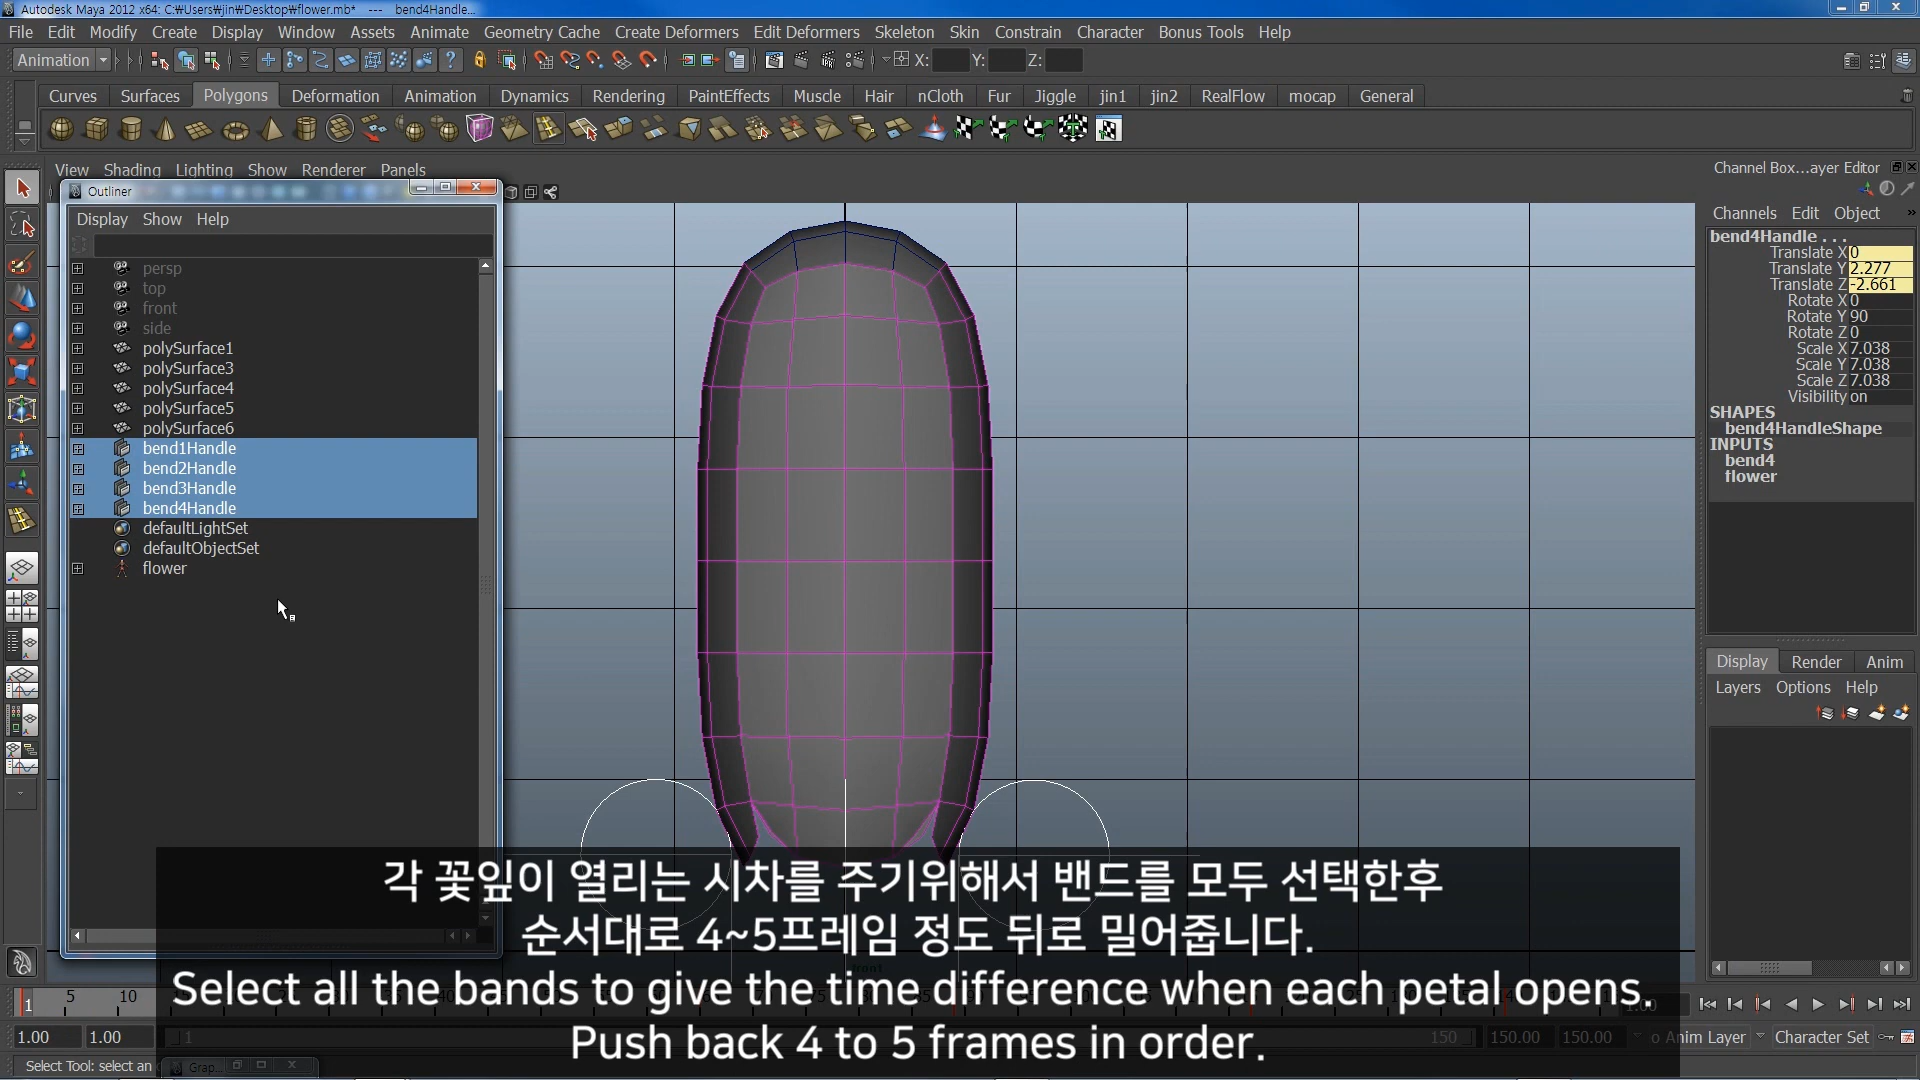 Autodesk Maya 2012 x64: C:₩Users₩jin₩Desktop₩flower.mb* --- bend4Handle...
File Edit Modify Create Display Window Assets Animate Geometry Cache Create Deformers Edit Deformers Skeleton Skin Constrain Character Bonus Tools Help
Animation X: Y: Z:
Curves Surfaces Polygons Deformation Animation Dynamics Rendering PaintEffects Muscle Hair nCloth Fur Jiggle jin1 jin2 RealFlow mocap General
View Shading Lighting Show Renderer Panels
Outliner
Display Show Help
persp
top
front
side
polySurface1
polySurface3
polySurface4
polySurface5
polySurface6
bend1Handle
bend2Handle
bend3Handle
bend4Handle
defaultLightSet
defaultObjectSet
flower
Channel Box...ayer Editor
Channels Edit Object
bend4Handle . . .
Translate X 0
Translate Y 2.277
Translate Z -2.661
Rotate X 0
Rotate Y 90
Rotate Z 0
Scale X 7.038
Scale Y 7.038
Scale Z 7.038
Visibility on
SHAPES
bend4HandleShape
INPUTS
bend4
flower
Display Render Anim
Layers Options Help
각 꽃잎이 열리는 시차를 주기위해서 밴드를 모두 선택한후
순서대로 4~5프레임 정도 뒤로 밀어줍니다.
Select all the bands to give the time difference when each petal opens.
Push back 4 to 5 frames in order.
front
1 5 10 1.00
1.00 1.00 1 150 150.00 150.00 o Anim Layer Character Set
Select Tool: select an
Grap...